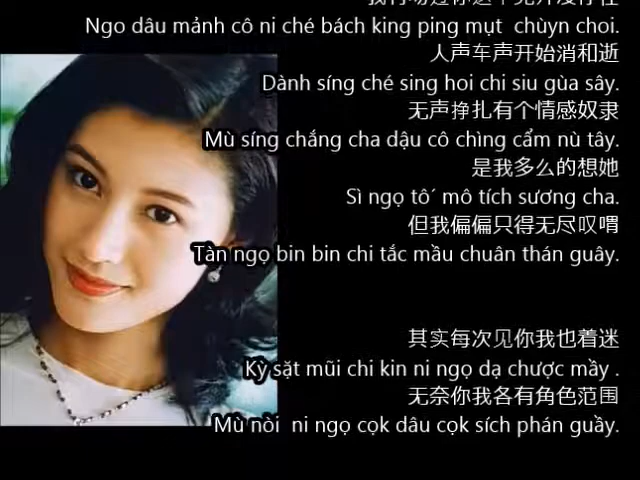 Ngo dâu mảnh cô ni ché bách king ping mụt chùyn choi.
人声车声开始消和逝
Dành síng ché sing hoi chi siu gùa sây.
无声挣扎有个情感奴隶
Mù síng chắng cha dậu cô chìng cẩm nù tây.
是我多么的想她
Sì ngọ tố mô tích sương cha.
但我偏偏只得无尽叹喟
Tàn ngọ bin bin chi tắc mầu chuân thán guây.
其实每次见你我也着迷
Kỳ sặt mũi chi kin ni ngọ dạ chược mầy .
无奈你我各有角色范围
Mù nòi ni ngọ cọk dâu cọk sích phán guầy.